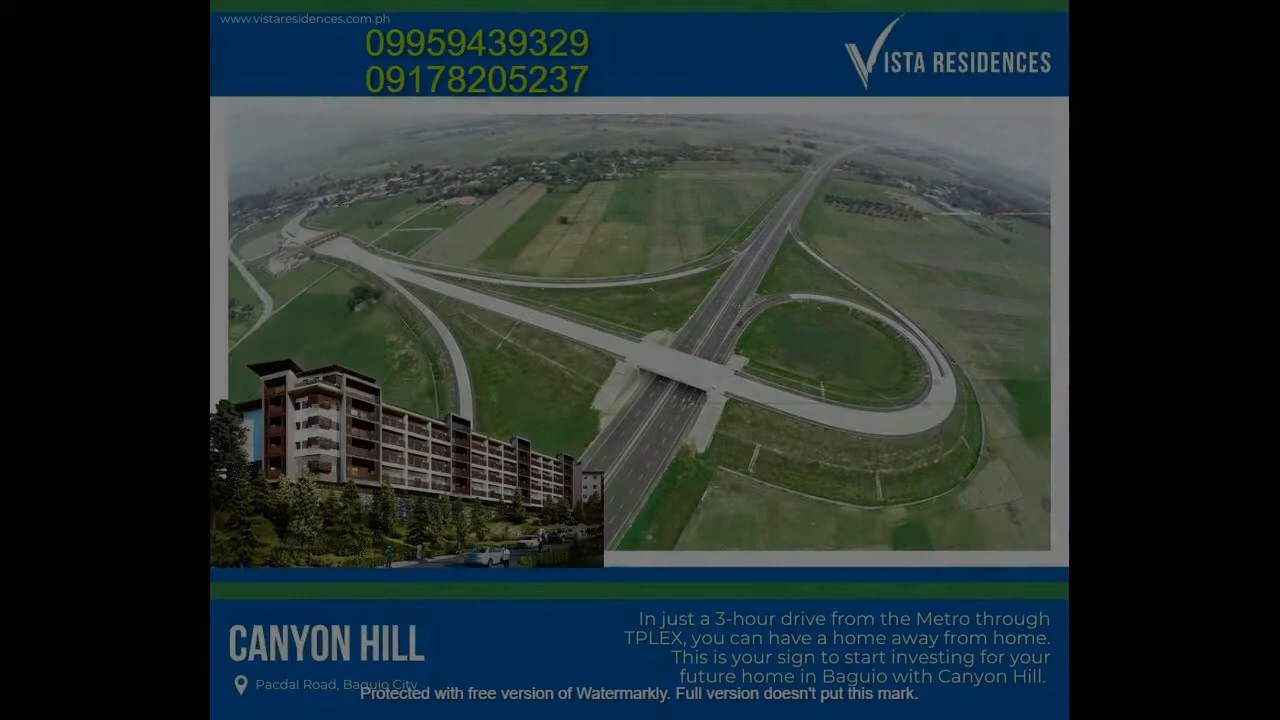 www.vistaresidences.com.ph
09959439329
09178205237
VISTA RESIDENCES
CANYON HILL
Pacdal Road, Baguio City
In just a 3-hour drive from the Metro through
TPLEX, you can have a home away from home.
This is your sign to start investing for your
future home in Baguio with Canyon Hill.
Protected with free version of Watermarkly. Full version doesn't put this mark.